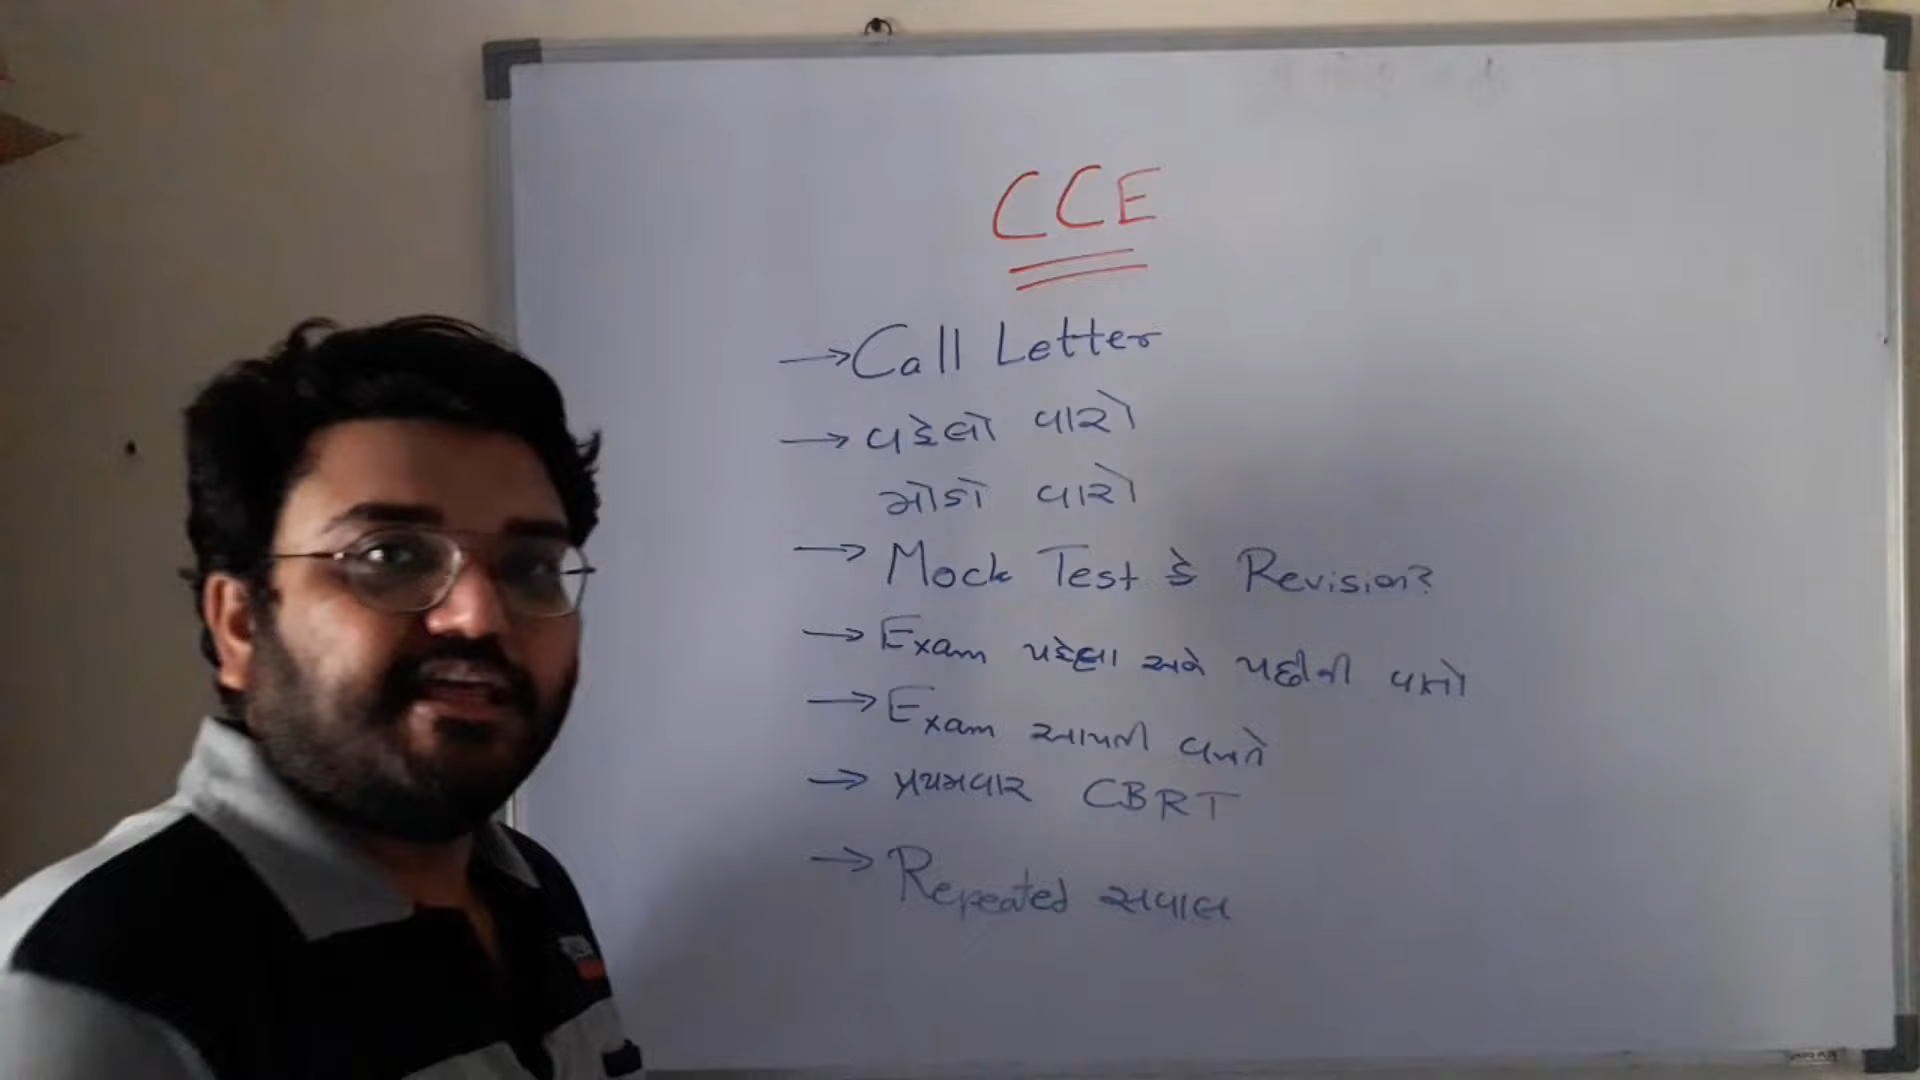 CCE
→ Call Letter
→ પહેલો વારો
મોડો વારો
→ Mock Test કે Revision?
→ Exam પહેલા અને પછીની વાતો
→ Exam આપતી વખતે
→ પ્રથમવાર CBRT
→ Repeated સવાલ